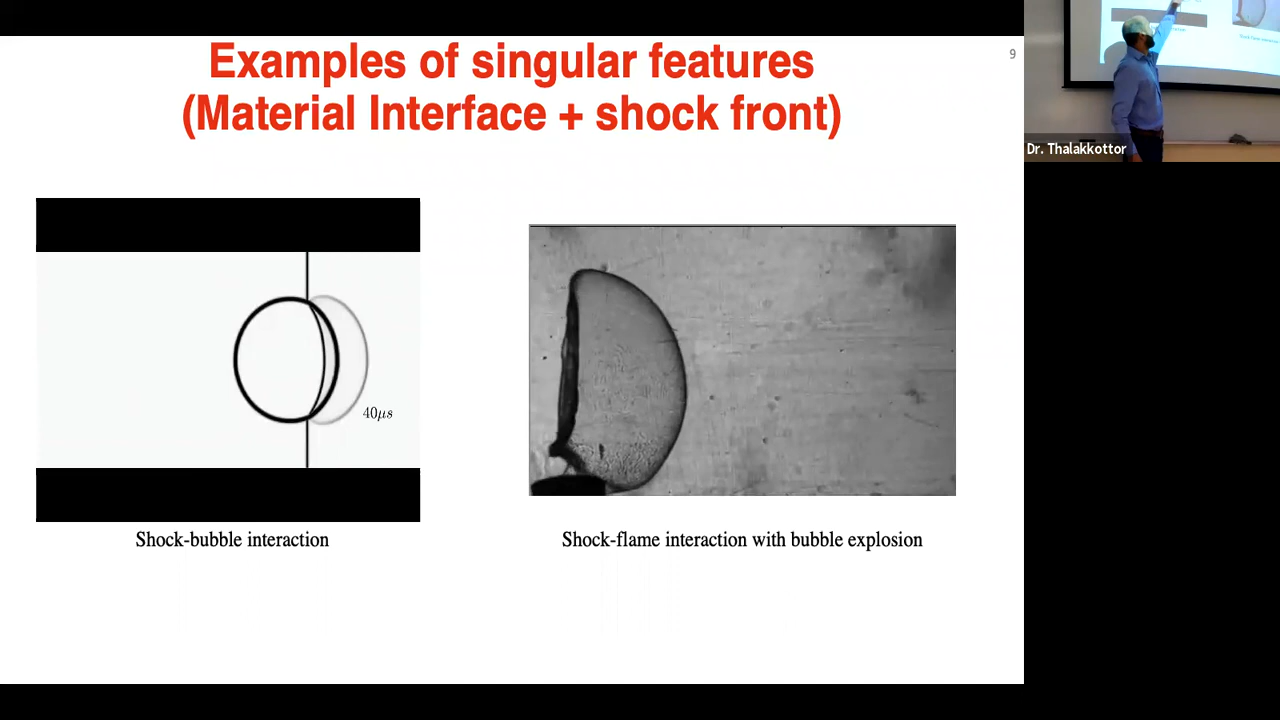 Examples of singular features
(Material Interface + shock front)
9
Dr. Thalakkottor
40μs
Shock-bubble interaction
Shock-flame interaction with bubble explosion